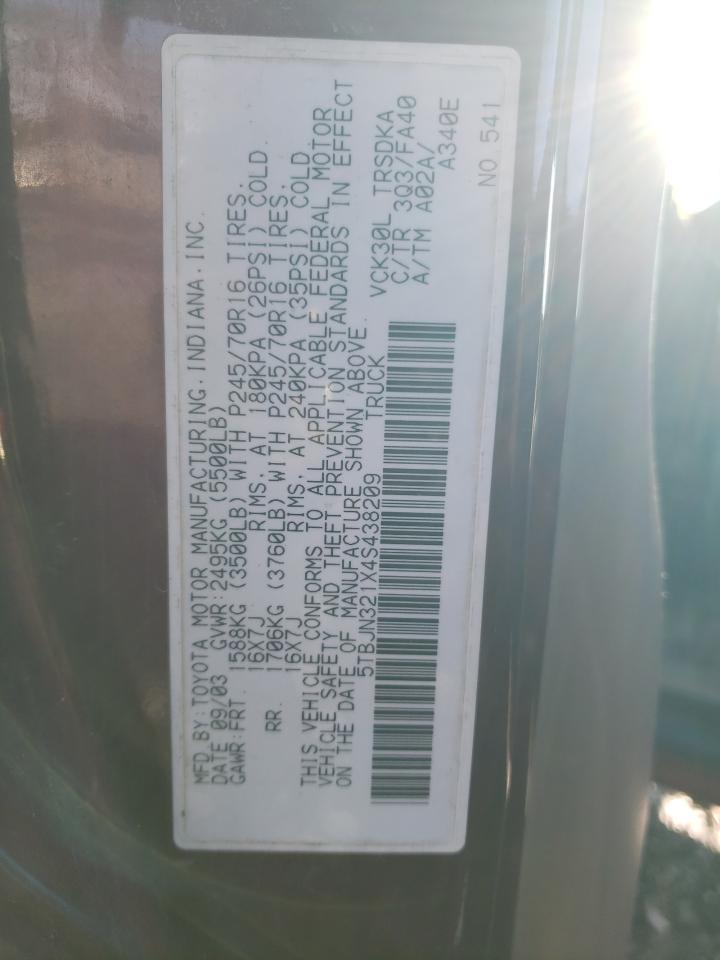 MFD.BY:TOYOTA MOTOR MANUFACTURING.INDIANA.INC.
DATE 09/03 GVWR:2495KG (5500LB)
GAWR:FRT. 1588KG (3500LB) WITH P245/70R16 TIRES.
16X7J RIMS. AT 180KPA (26PSI) COLD.
RR. 1706KG (3760LB) WITH P245/70R16 TIRES.
16X7J RIMS. AT 240KPA (35PSI) COLD
THIS VEHICLE CONFORMS TO ALL APPLICABLE FEDERAL MOTOR
VEHICLE SAFETY AND THEFT PREVENTION STANDARDS IN EFFECT
ON THE DATE OF MANUFACTURE SHOWN ABOVE.
5TBJN321X4S438209 TRUCK
VCK30L TRSDKA
C/TR 3Q3/FA40
A/TM A02A/
A340E
NO 541